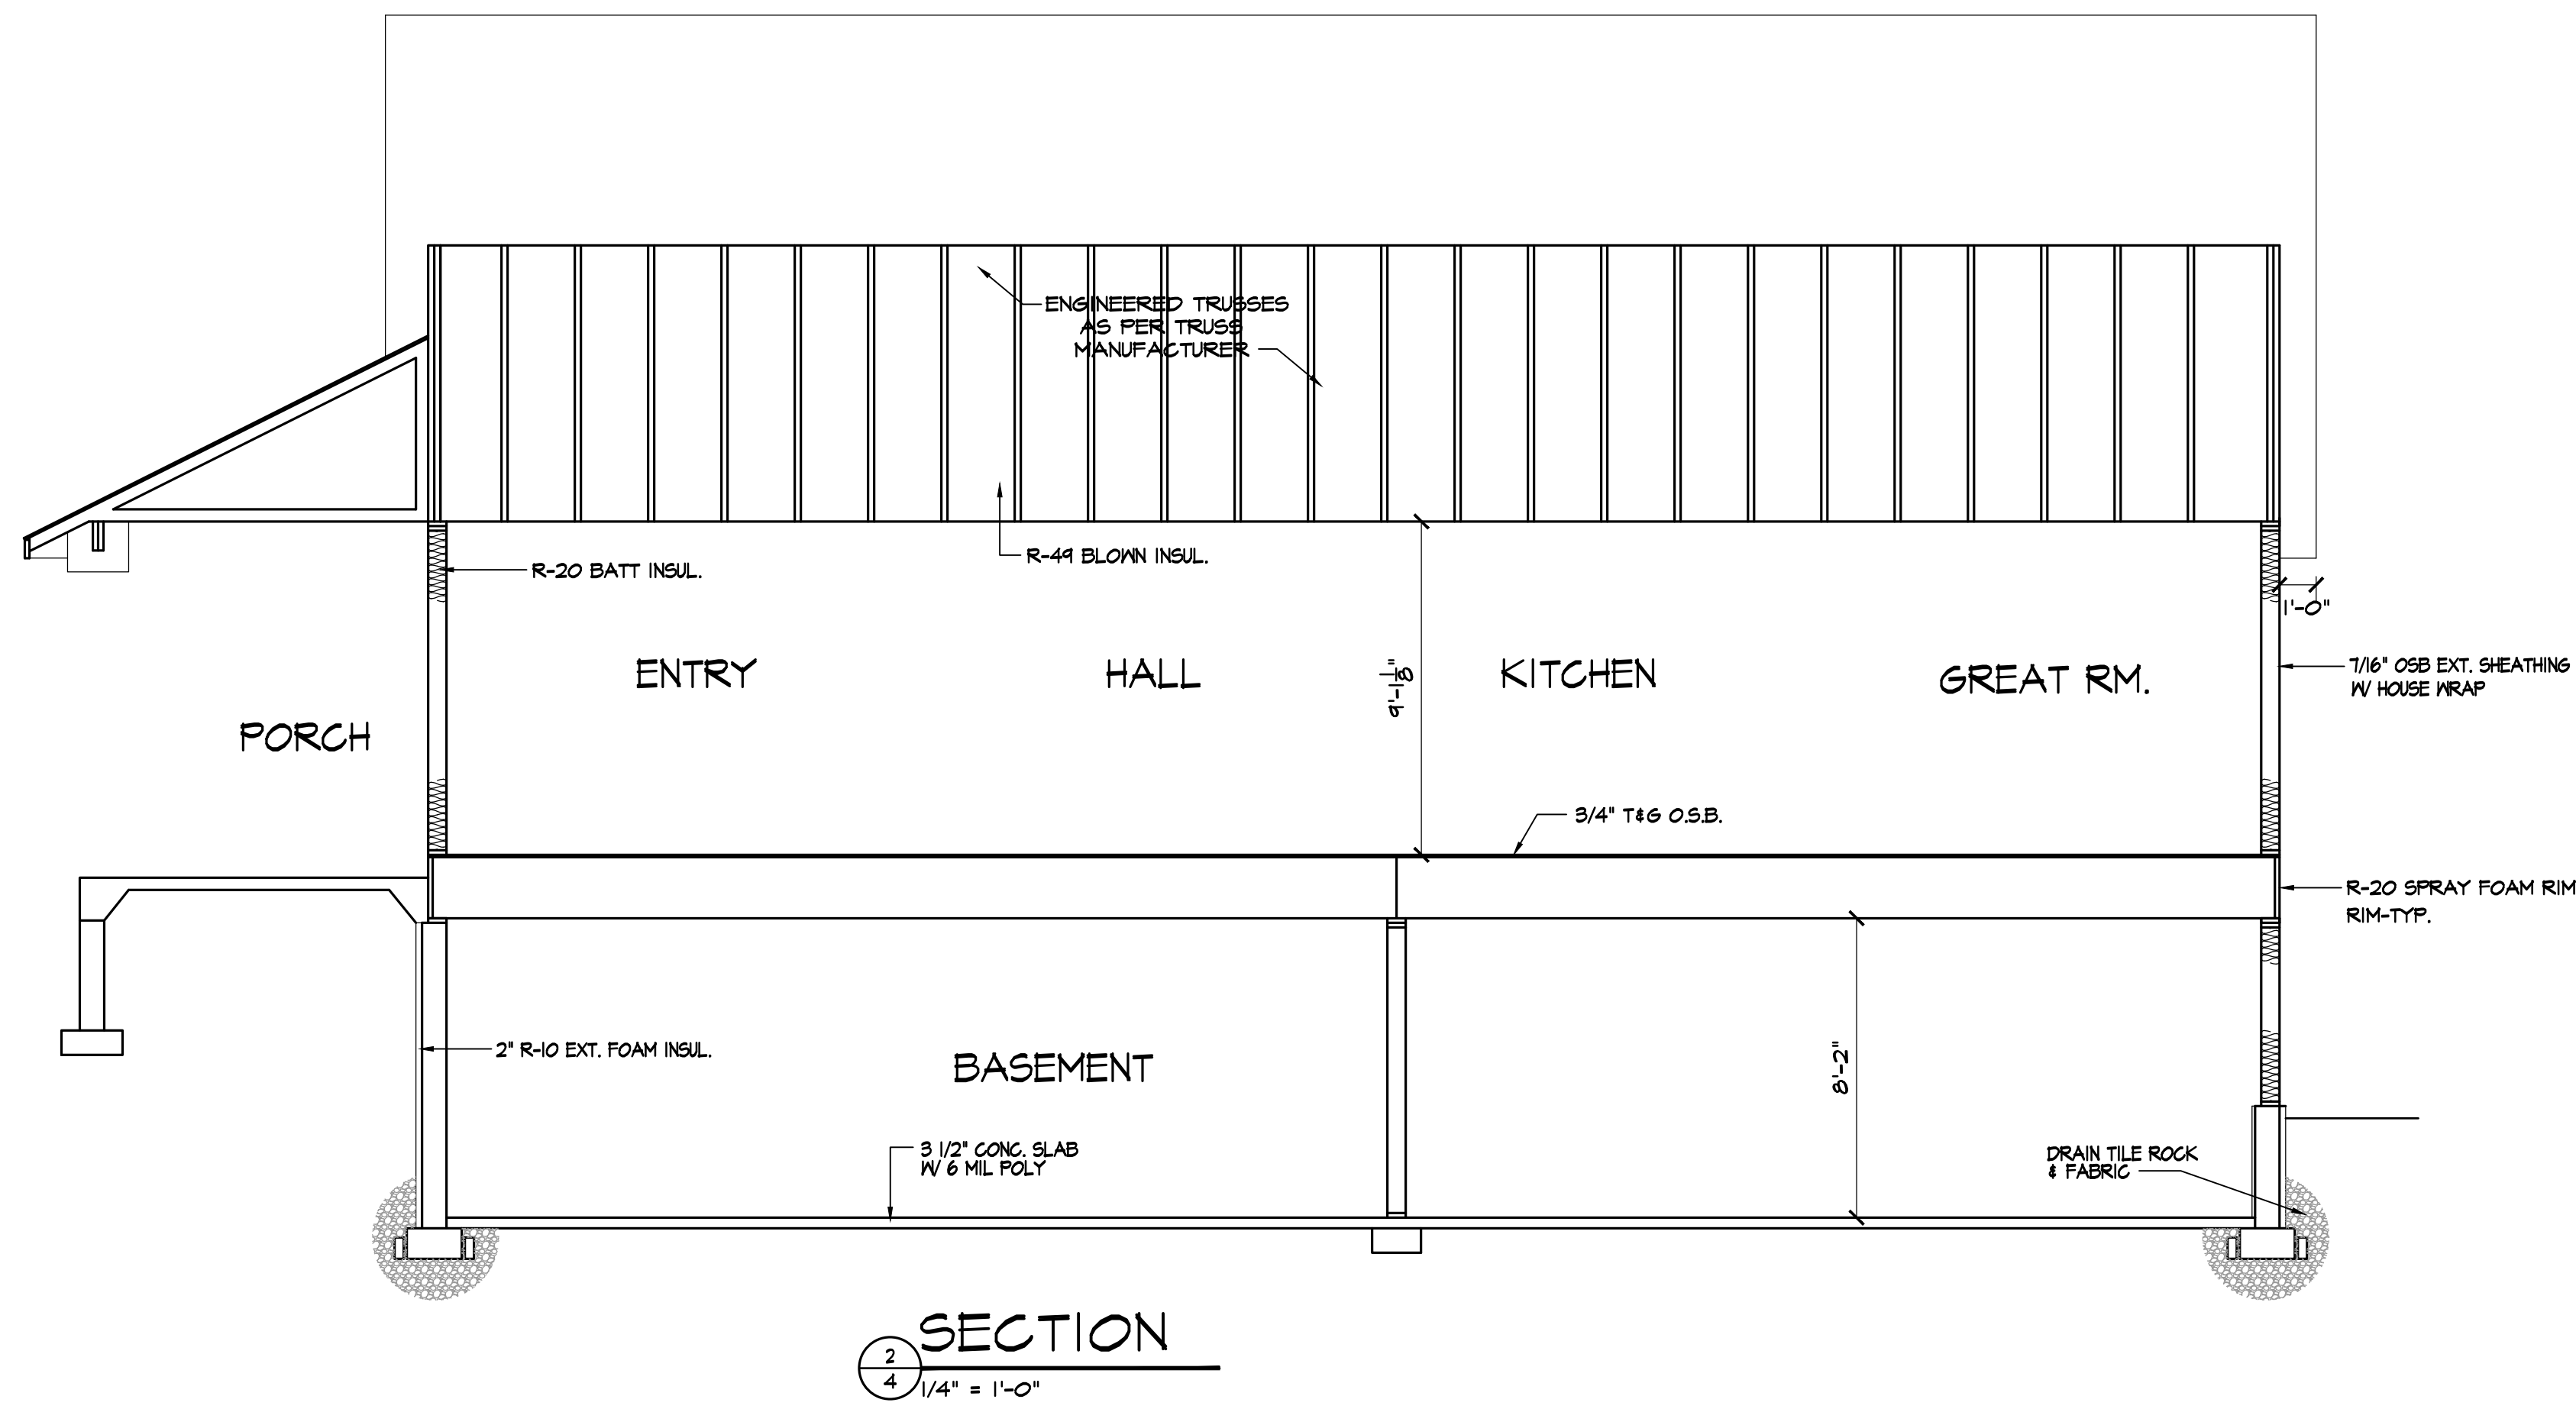 ENGINEERED TRUSSES
AS PER TRUSS
MANUFACTURER
R-49 BLOWN INSUL.
R-20 BATT INSUL.
1'-0"
ENTRY
HALL
9'-1 1/8"
KITCHEN
GREAT RM.
7/16" OSB EXT. SHEATHING
W/ HOUSE WRAP
PORCH
3/4" T&G O.S.B.
R-20 SPRAY FOAM RIM
RIM-TYP.
2" R-10 EXT. FOAM INSUL.
BASEMENT
8'-2"
3 1/2" CONC. SLAB
W/ 6 MIL POLY
DRAIN TILE ROCK
& FABRIC
SECTION
2
4
1/4" = 1'-0"